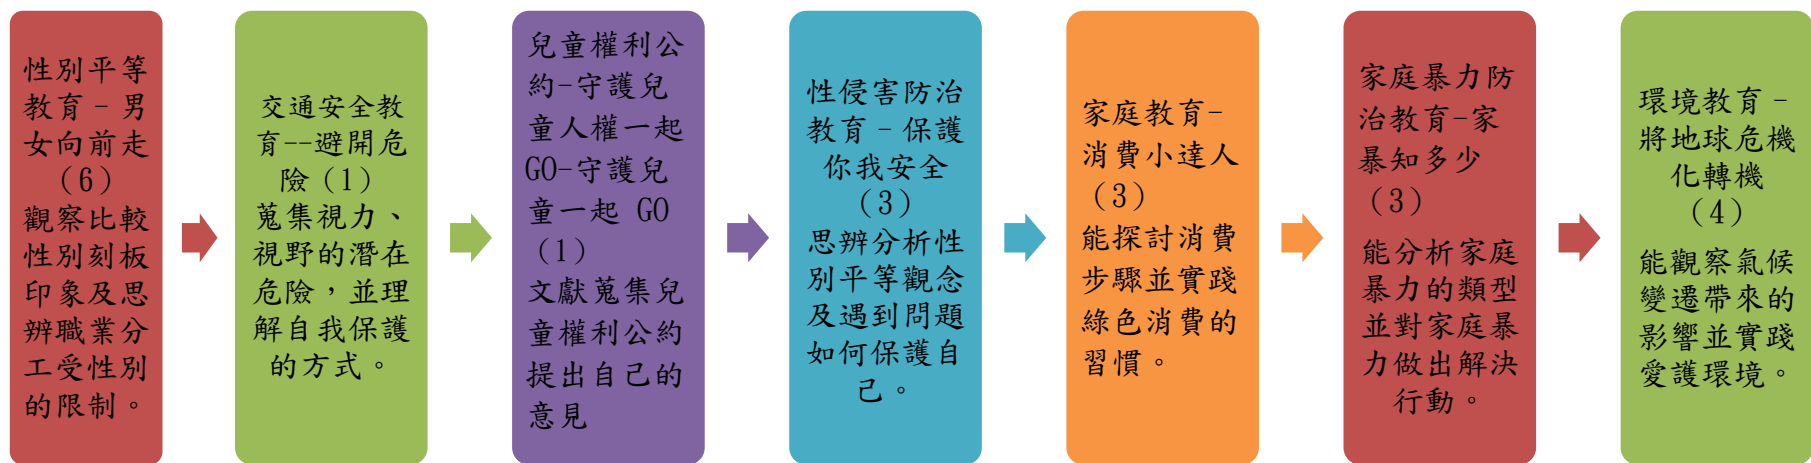 性別平等
教育－男
女向前走
（6）
觀察比較
性別刻板
印象及思
辨職業分
工受性別
的限制。
交通安全教
育--避開危
險（1）
蒐集視力、
視野的潛在
危險，並理
解自我保護
的方式。
兒童權利公
約-守護兒
童人權一起
GO-守護兒
童一起 GO
（1）
文獻蒐集兒
童權利公約
提出自己的
意見
性侵害防治
教育－保護
你我安全
（3）
思辨分析性
別平等觀念
及遇到問題
如何保護自
己。
家庭教育-
消費小達人
（3）
能探討消費
步驟並實踐
綠色消費的
習慣。
家庭暴力防
治教育-家
暴知多少
（3）
能分析家庭
暴力的類型
並對家庭暴
力做出解決
行動。
環境教育－
將地球危機
化轉機
（4）
能觀察氣候
變遷帶來的
影響並實踐
愛護環境。